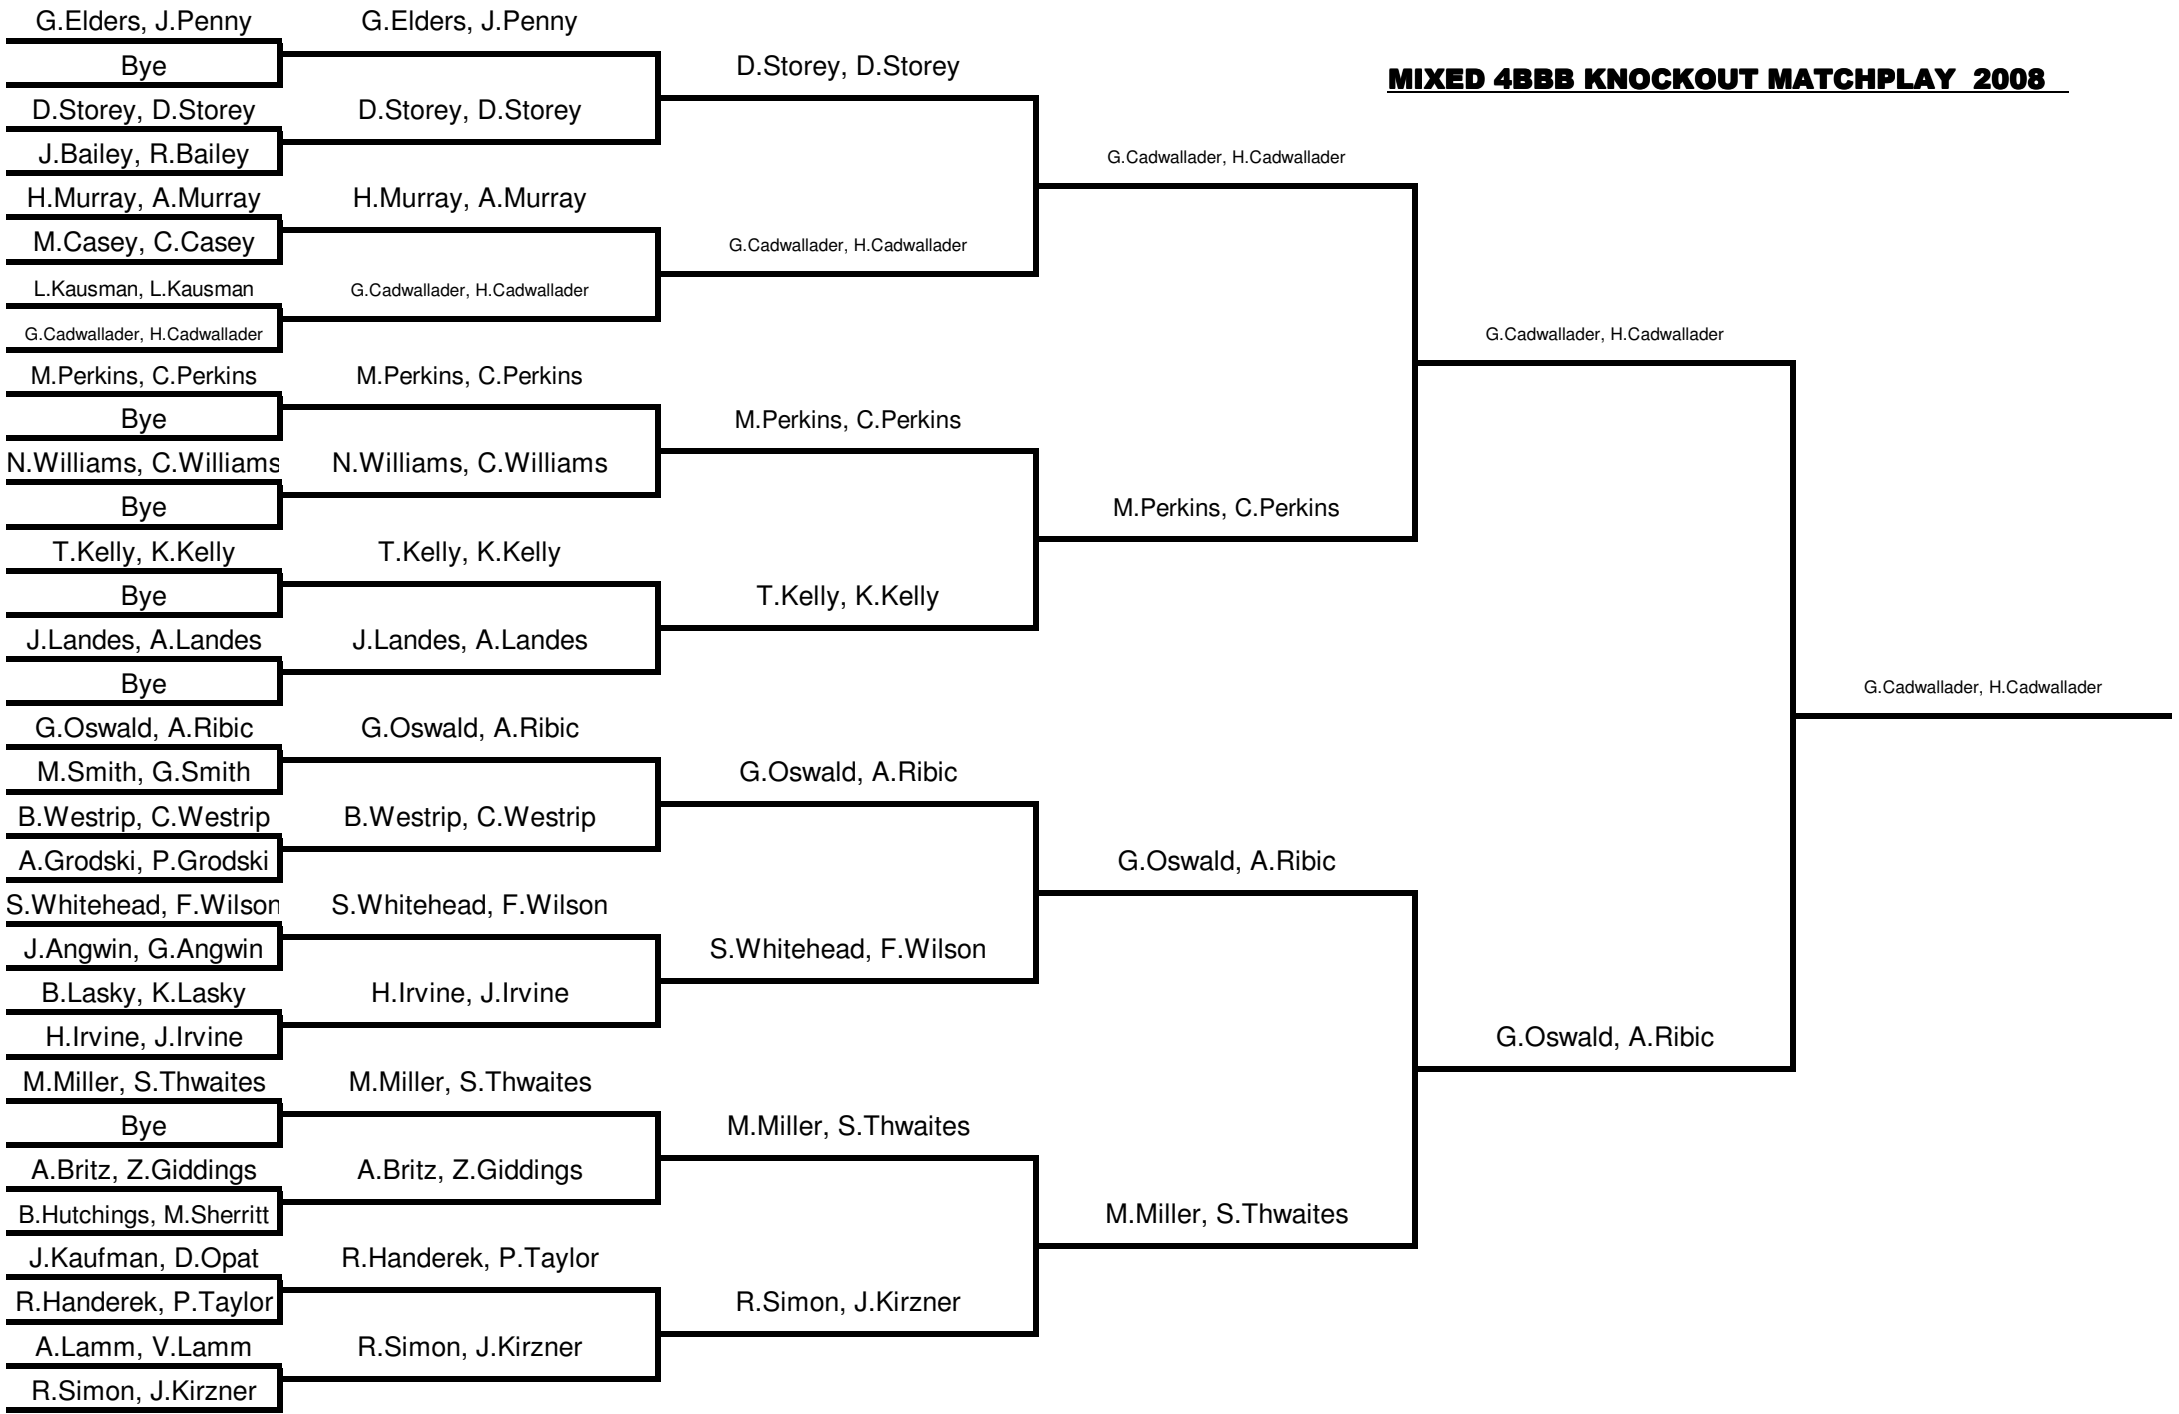 MIXED 4BBB KNOCKOUT MATCHPLAY 2008
G.Elders, J.Penny
Bye
D.Storey, D.Storey
J.Bailey, R.Bailey
H.Murray, A.Murray
M.Casey, C.Casey
L.Kausman, L.Kausman
G.Cadwallader, H.Cadwallader
M.Perkins, C.Perkins
Bye
N.Williams, C.Williams
Bye
T.Kelly, K.Kelly
Bye
J.Landes, A.Landes
Bye
G.Oswald, A.Ribic
M.Smith, G.Smith
B.Westrip, C.Westrip
A.Grodski, P.Grodski
S.Whitehead, F.Wilson
J.Angwin, G.Angwin
B.Lasky, K.Lasky
H.Irvine, J.Irvine
M.Miller, S.Thwaites
Bye
A.Britz, Z.Giddings
B.Hutchings, M.Sherritt
J.Kaufman, D.Opat
R.Handerek, P.Taylor
A.Lamm, V.Lamm
R.Simon, J.Kirzner
G.Elders, J.Penny
D.Storey, D.Storey
H.Murray, A.Murray
G.Cadwallader, H.Cadwallader
M.Perkins, C.Perkins
N.Williams, C.Williams
T.Kelly, K.Kelly
J.Landes, A.Landes
G.Oswald, A.Ribic
B.Westrip, C.Westrip
S.Whitehead, F.Wilson
H.Irvine, J.Irvine
M.Miller, S.Thwaites
A.Britz, Z.Giddings
R.Handerek, P.Taylor
R.Simon, J.Kirzner
D.Storey, D.Storey
G.Cadwallader, H.Cadwallader
M.Perkins, C.Perkins
T.Kelly, K.Kelly
G.Oswald, A.Ribic
S.Whitehead, F.Wilson
M.Miller, S.Thwaites
R.Simon, J.Kirzner
G.Cadwallader, H.Cadwallader
M.Perkins, C.Perkins
G.Oswald, A.Ribic
M.Miller, S.Thwaites
G.Cadwallader, H.Cadwallader
G.Oswald, A.Ribic
G.Cadwallader, H.Cadwallader